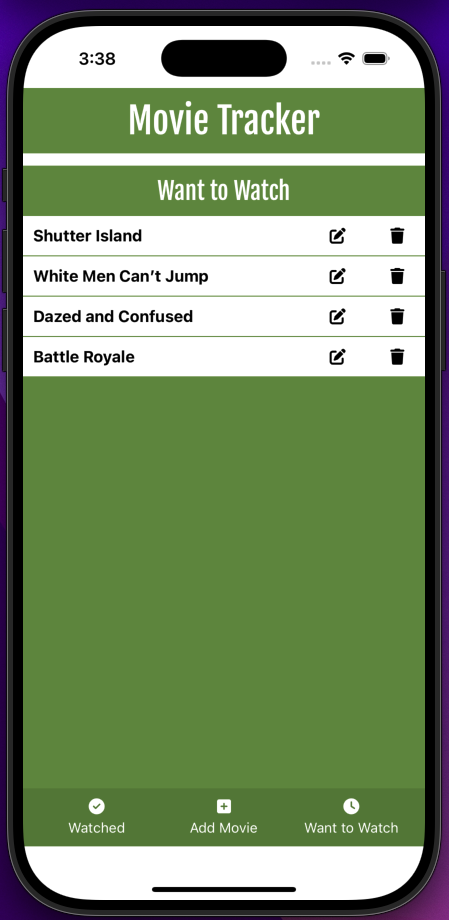 3:38
Movie Tracker
Want to Watch
Shutter Island
White Men Can’t Jump
Dazed and Confused
Battle Royale
Watched Add Movie Want to Watch